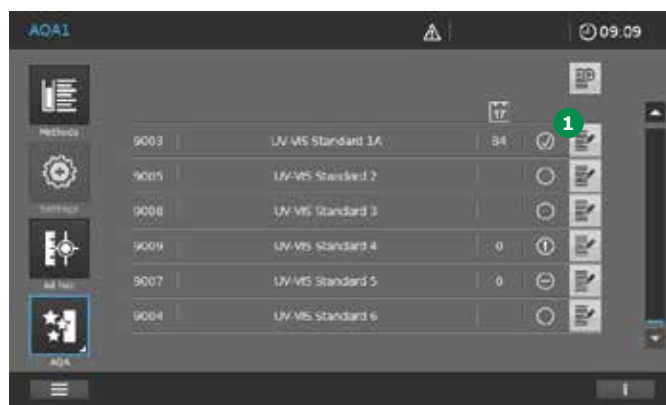 AQA1 09:09
17
1
Methods
9003 UV-VIS Standard 1A 84
9005 UV-VIS Standard 2
Settings
9008 UV-VIS Standard 3
9009 UV-VIS Standard 4 0
Ad hoc
9007 UV-VIS Standard 5 0
9004 UV-VIS Standard 6
AQA
i